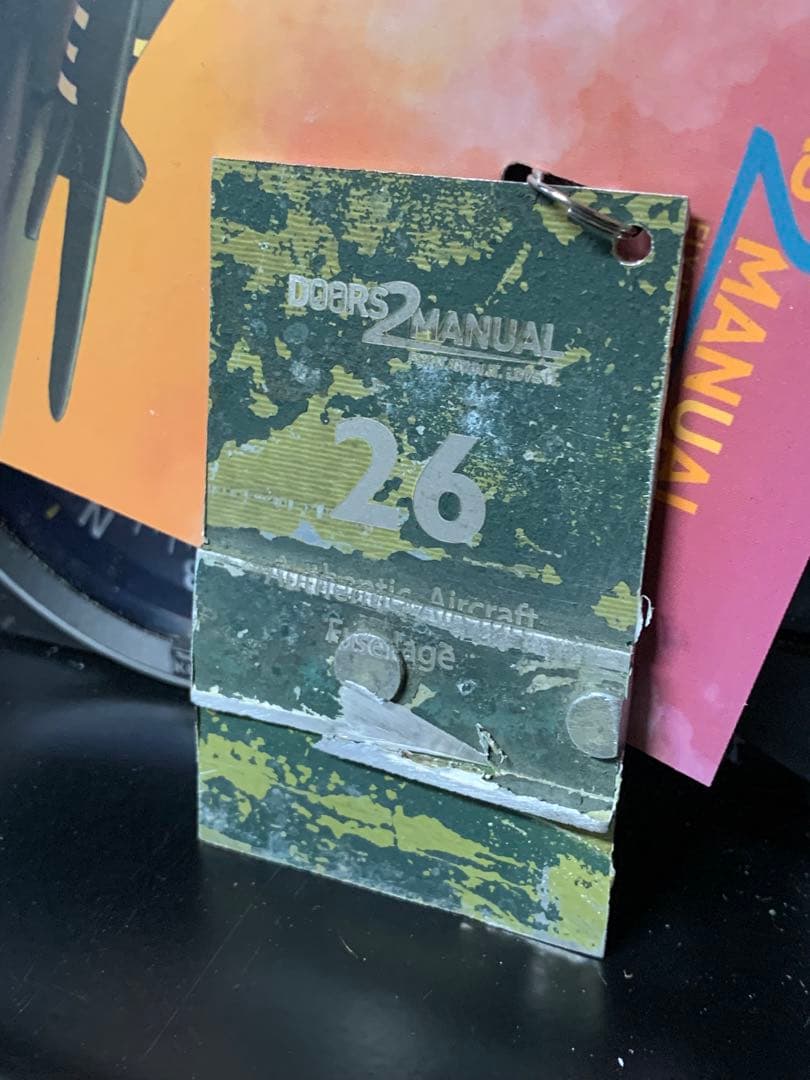 DOORS2MANUAL
26
Authentic Aircraft
Fuselage
MANUAL
N